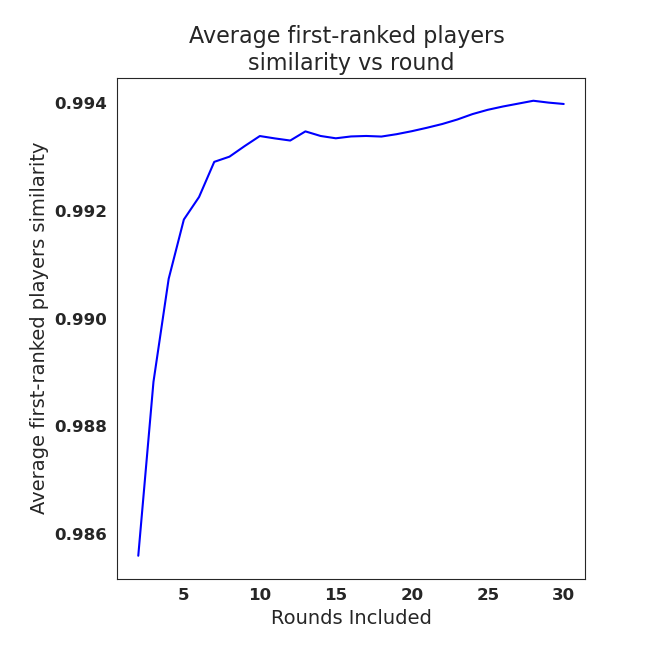 Average first-ranked players
similarity vs round
Average first-ranked players similarity
0.994
0.992
0.990
0.988
0.986
5 10 15 20 25 30
Rounds Included